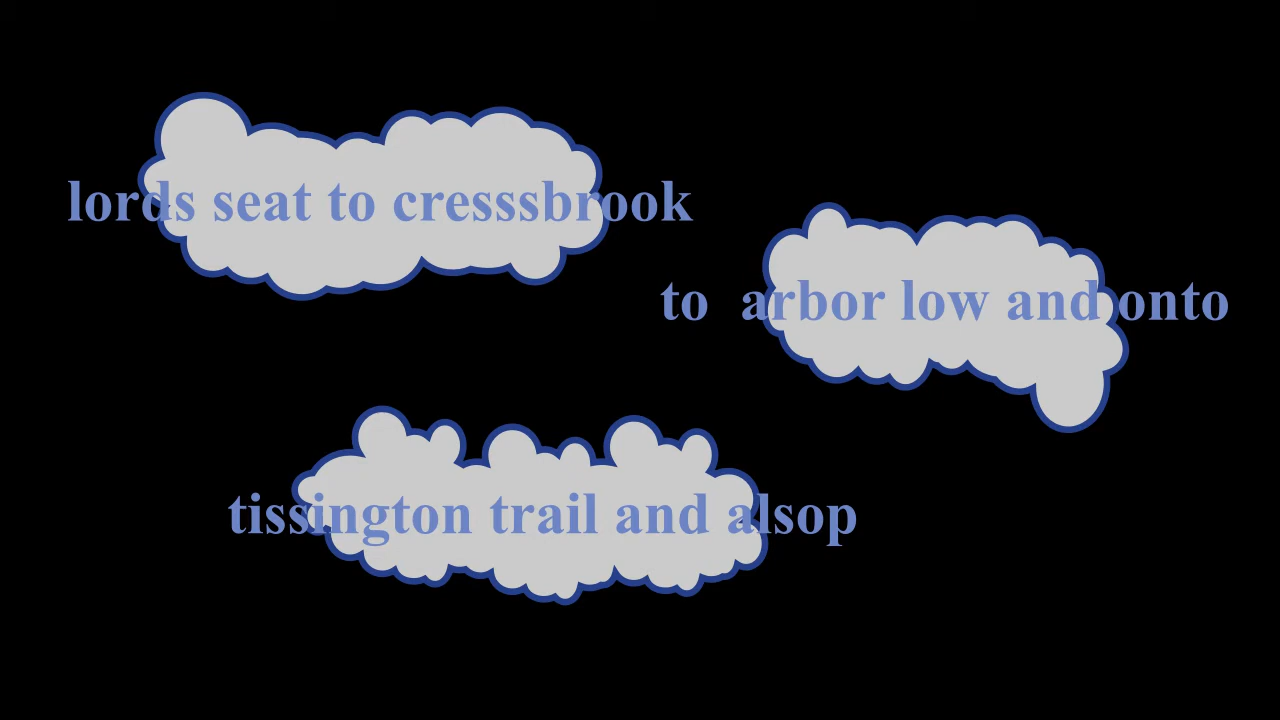 lords seat to cresssbrook
to  arbor low and onto
tissington trail and alsop